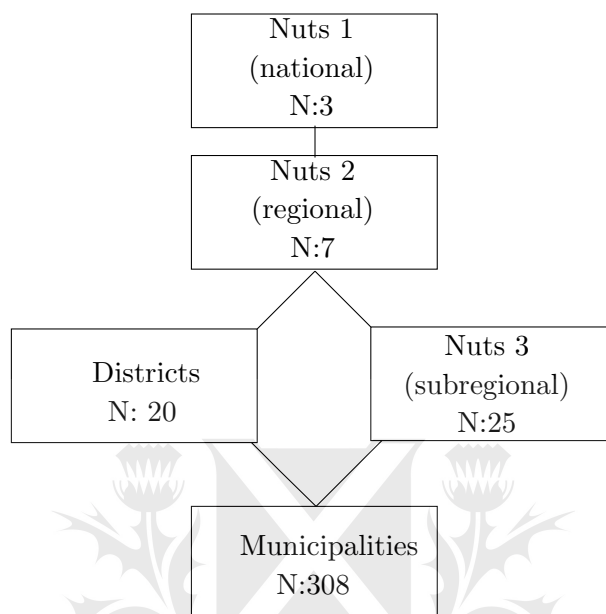 Nuts 1
(national)
N:3
Nuts 2
(regional)
N:7
Districts
N: 20
Nuts 3
(subregional)
N:25
Municipalities
N:308